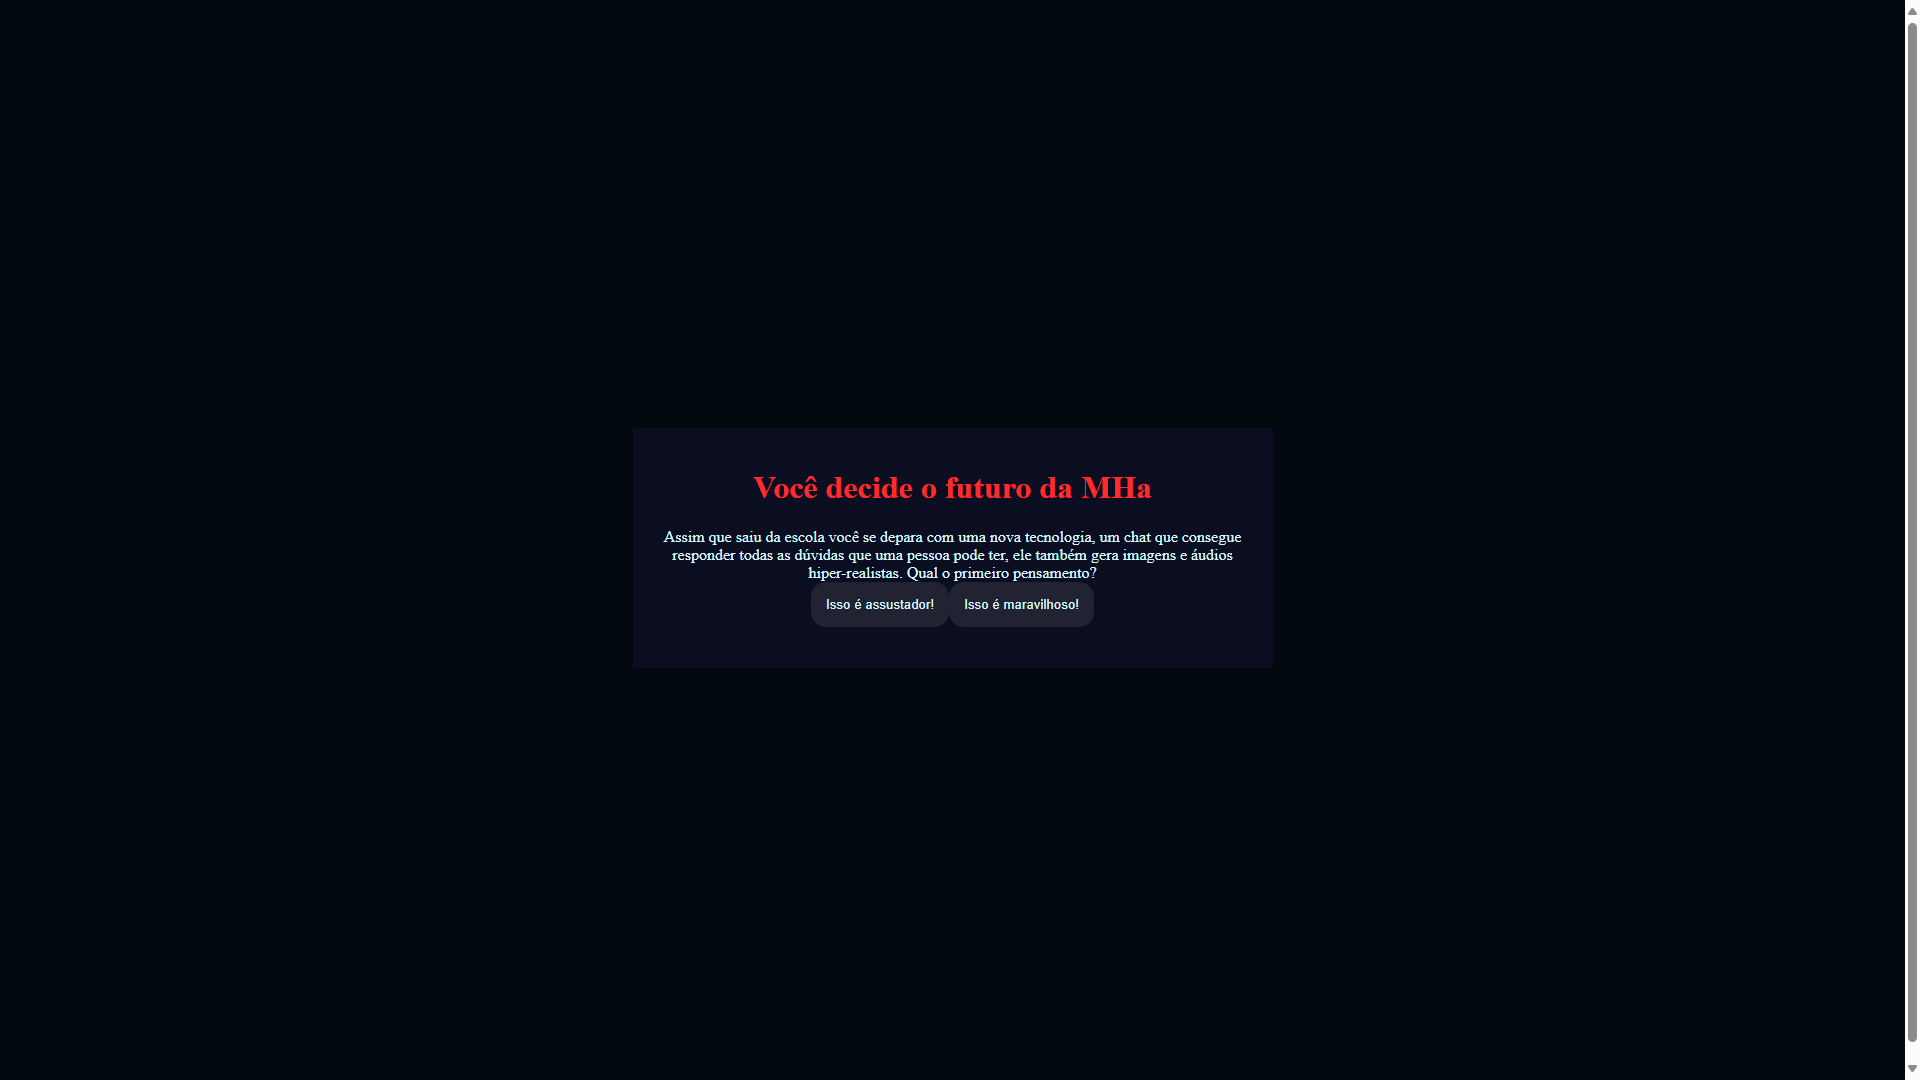 Você decide o futuro da MHa
Assim que saiu da escola você se depara com uma nova tecnologia, um chat que consegue
responder todas as dúvidas que uma pessoa pode ter, ele também gera imagens e áudios
hiper-realistas. Qual o primeiro pensamento?
Isso é assustador! Isso é maravilhoso!